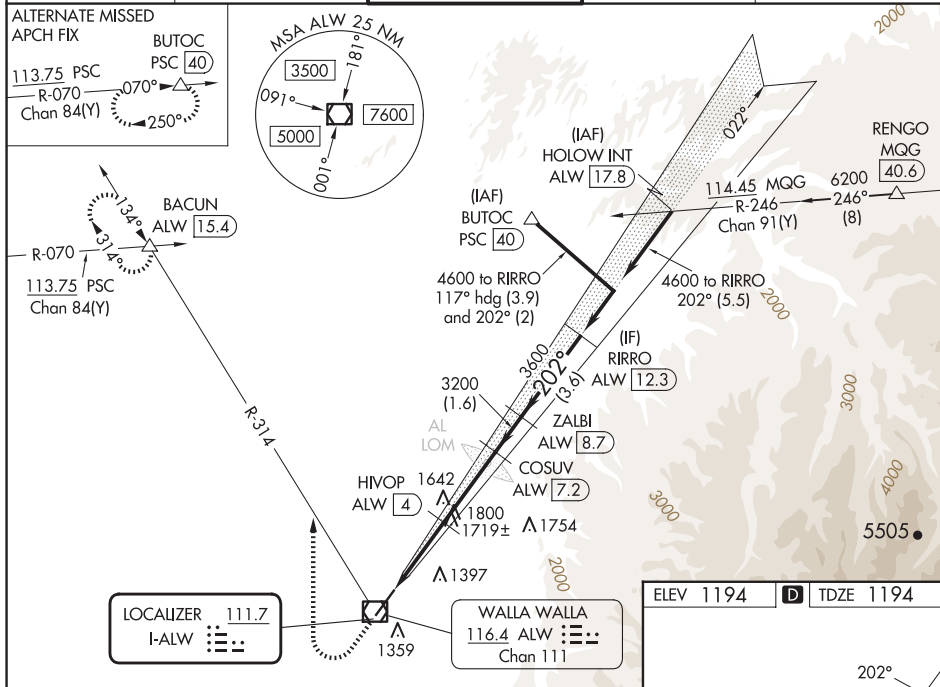 ALTERNATE MISSED
APCH FIX
BUTOC
PSC 40
113.75 PSC
R-070
Chan 84(Y)
070°
250°
MSA ALW 25 NM
181°
3500
091°
7600
5000
001°
2000
022°
(IAF)
HOLOW INT
ALW 17.8
RENGO
MQG
40.6
114.45 MQG
R-246
Chan 91(Y)
6200
246°
(8)
(IAF)
BUTOC
PSC 40
134°
314°
BACUN
ALW 15.4
R-070
113.75 PSC
Chan 84(Y)
4600 to RIRRO
117° hdg (3.9)
and 202° (2)
4600 to RIRRO
202° (5.5)
2000
(IF)
RIRRO
ALW 12.3
3600
202°
(3.6)
3200
(1.6)
3000
R-314
AL
LOM
ZALBI
ALW 8.7
COSUV
ALW 7.2
4000
HIVOP
ALW 4
1642
1800
1719±
1754
3000
5505
2000
1397
LOCALIZER 111.7
I-ALW
WALLA WALLA
116.4 ALW
Chan 111
1359
ELEV 1194 D TDZE 1194
202°